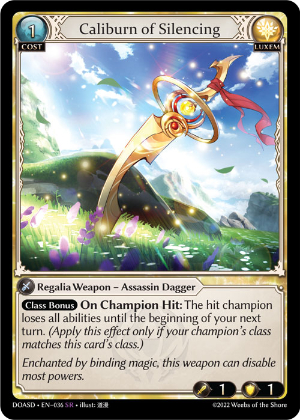 1
COST
Caliburn of Silencing
LUXEM
Regalia Weapon – Assassin Dagger
Class Bonus On Champion Hit: The hit champion
loses all abilities until the beginning of your next
turn. (Apply this effect only if your champion's class
matches this card's class.)
Enchanted by binding magic, this weapon can disable
most powers.
1
1
DOASD • EN-036 SR • illust: 道濠
©2022 Weebs of the Shore